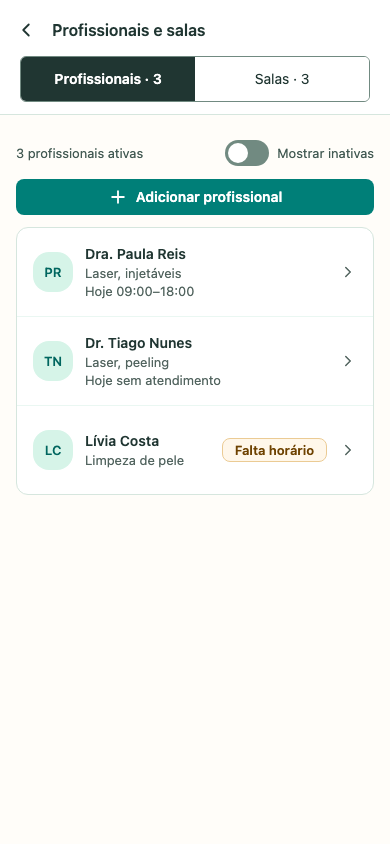 Profissionais e salas
Profissionais · 3
Salas · 3
3 profissionais ativas
Mostrar inativas
Adicionar profissional
PR
Dra. Paula Reis
Laser, injetáveis
Hoje 09:00–18:00
TN
Dr. Tiago Nunes
Laser, peeling
Hoje sem atendimento
LC
Lívia Costa
Limpeza de pele
Falta horário